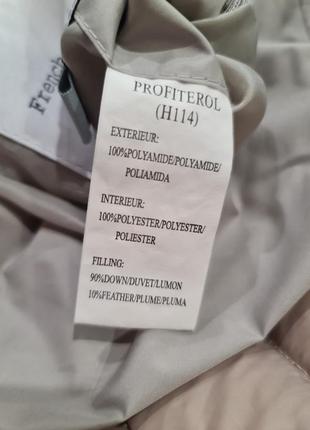 French
PROFITEROL
(H114)
EXTERIEUR:
100%POLYAMIDE/POLYAMIDE/
POLIAMIDA
INTERIEUR:
100%POLYESTER/POLYESTER/
POLIESTER
FILLING:
90%DOWN/DUVET/LUMON
10%FEATHER/PLUME/PLUMA